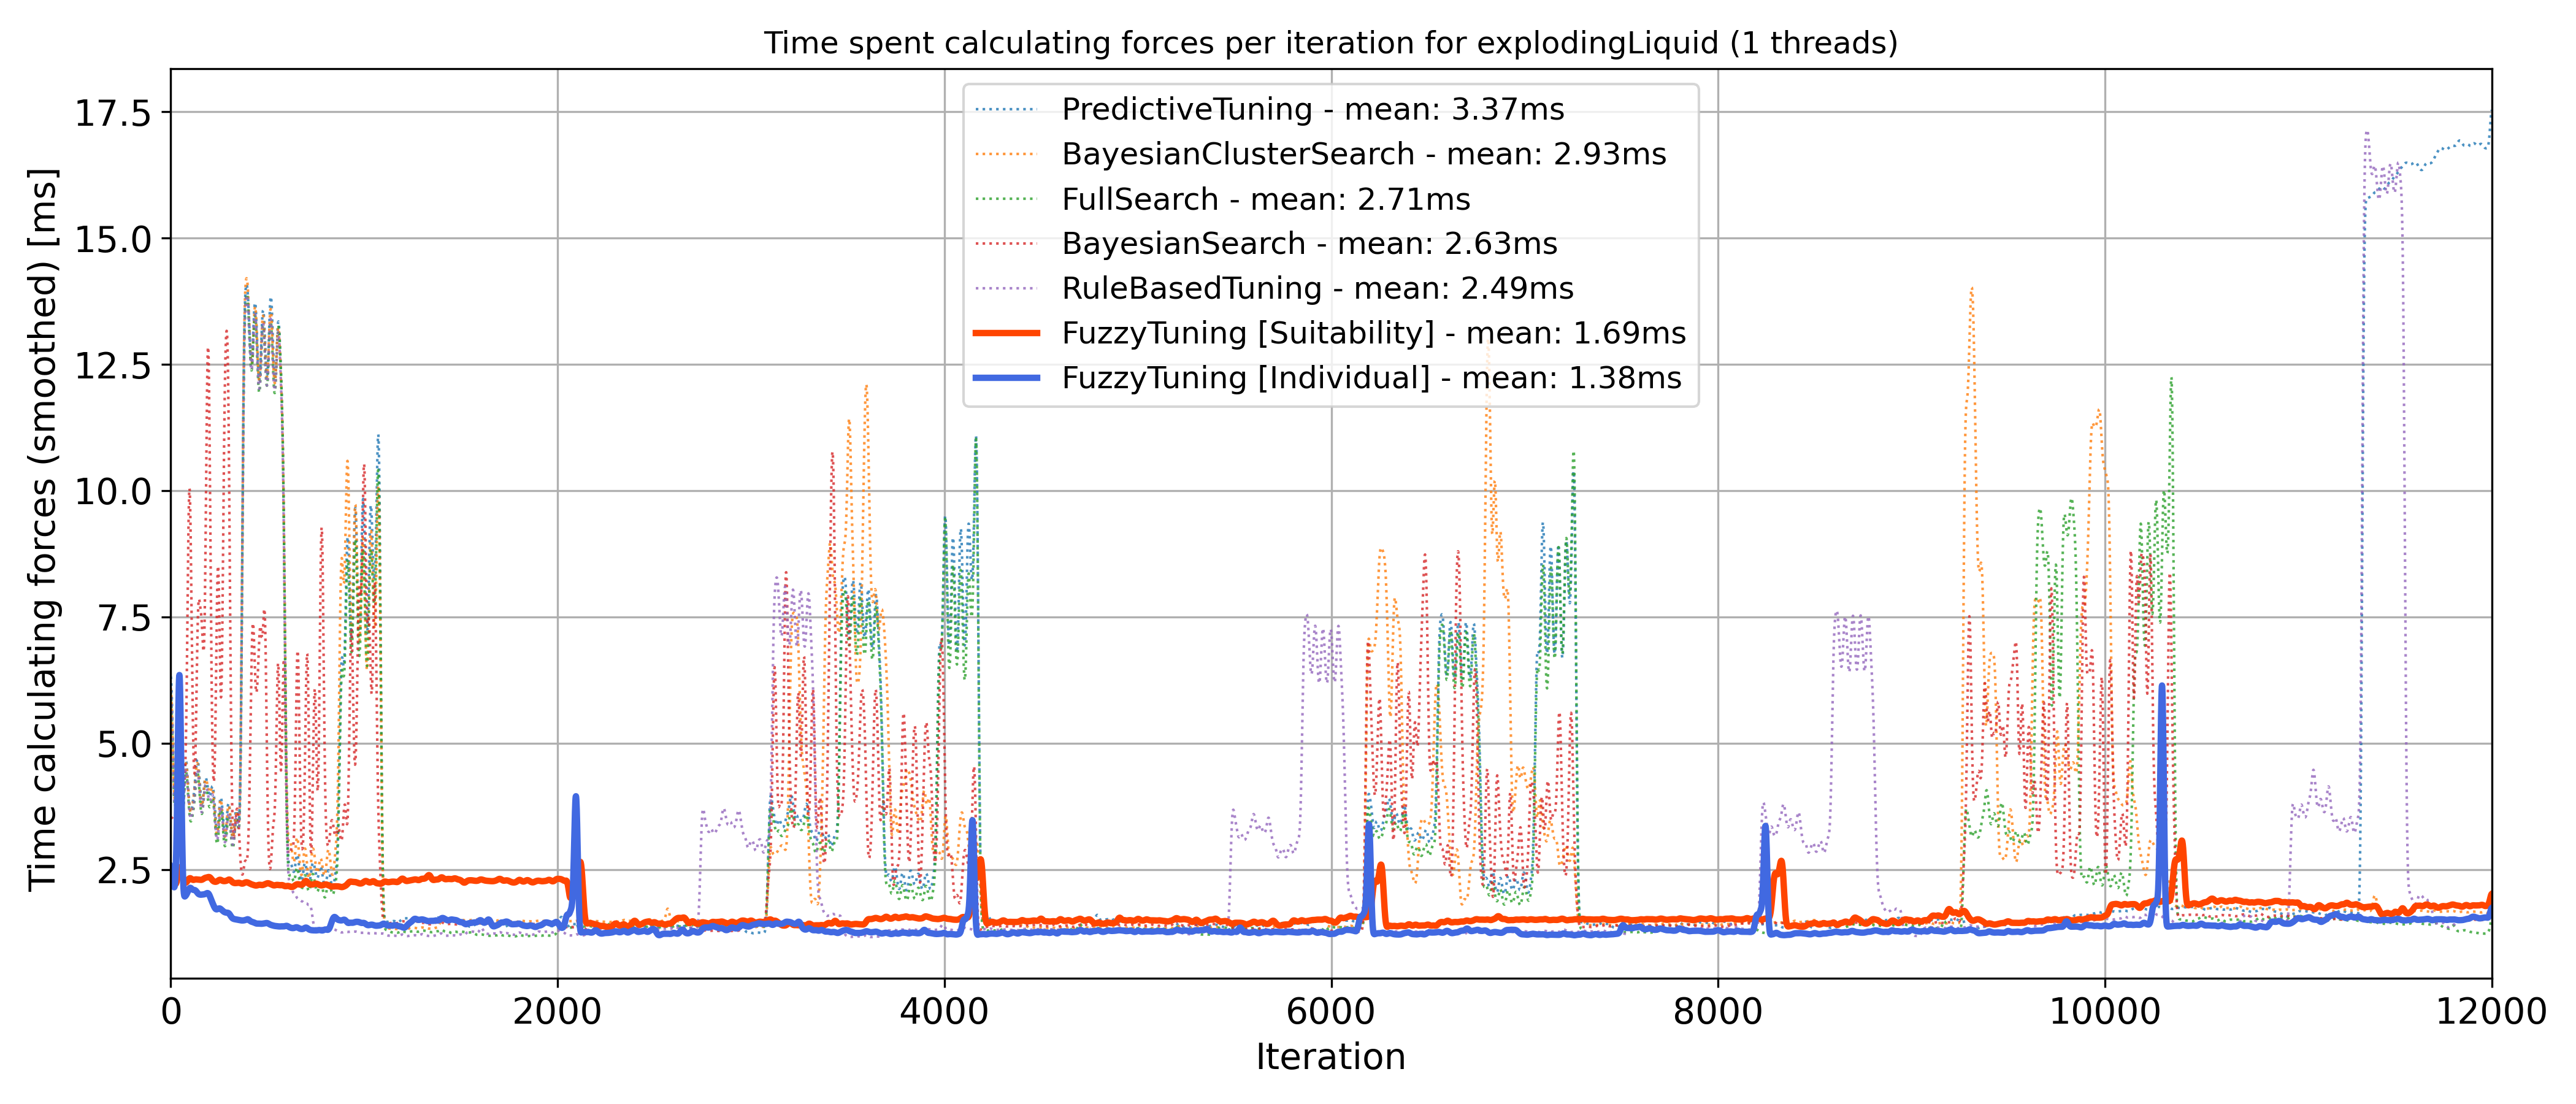 Time spent calculating forces per iteration for explodingLiquid (1 threads)
Time calculating forces (smoothed) [ms]
17.5
15.0
12.5
10.0
7.5
5.0
2.5
PredictiveTuning - mean: 3.37ms
BayesianClusterSearch - mean: 2.93ms
FullSearch - mean: 2.71ms
BayesianSearch - mean: 2.63ms
RuleBasedTuning - mean: 2.49ms
FuzzyTuning [Suitability] - mean: 1.69ms
FuzzyTuning [Individual] - mean: 1.38ms
0 2000 4000 6000 8000 10000 12000
Iteration